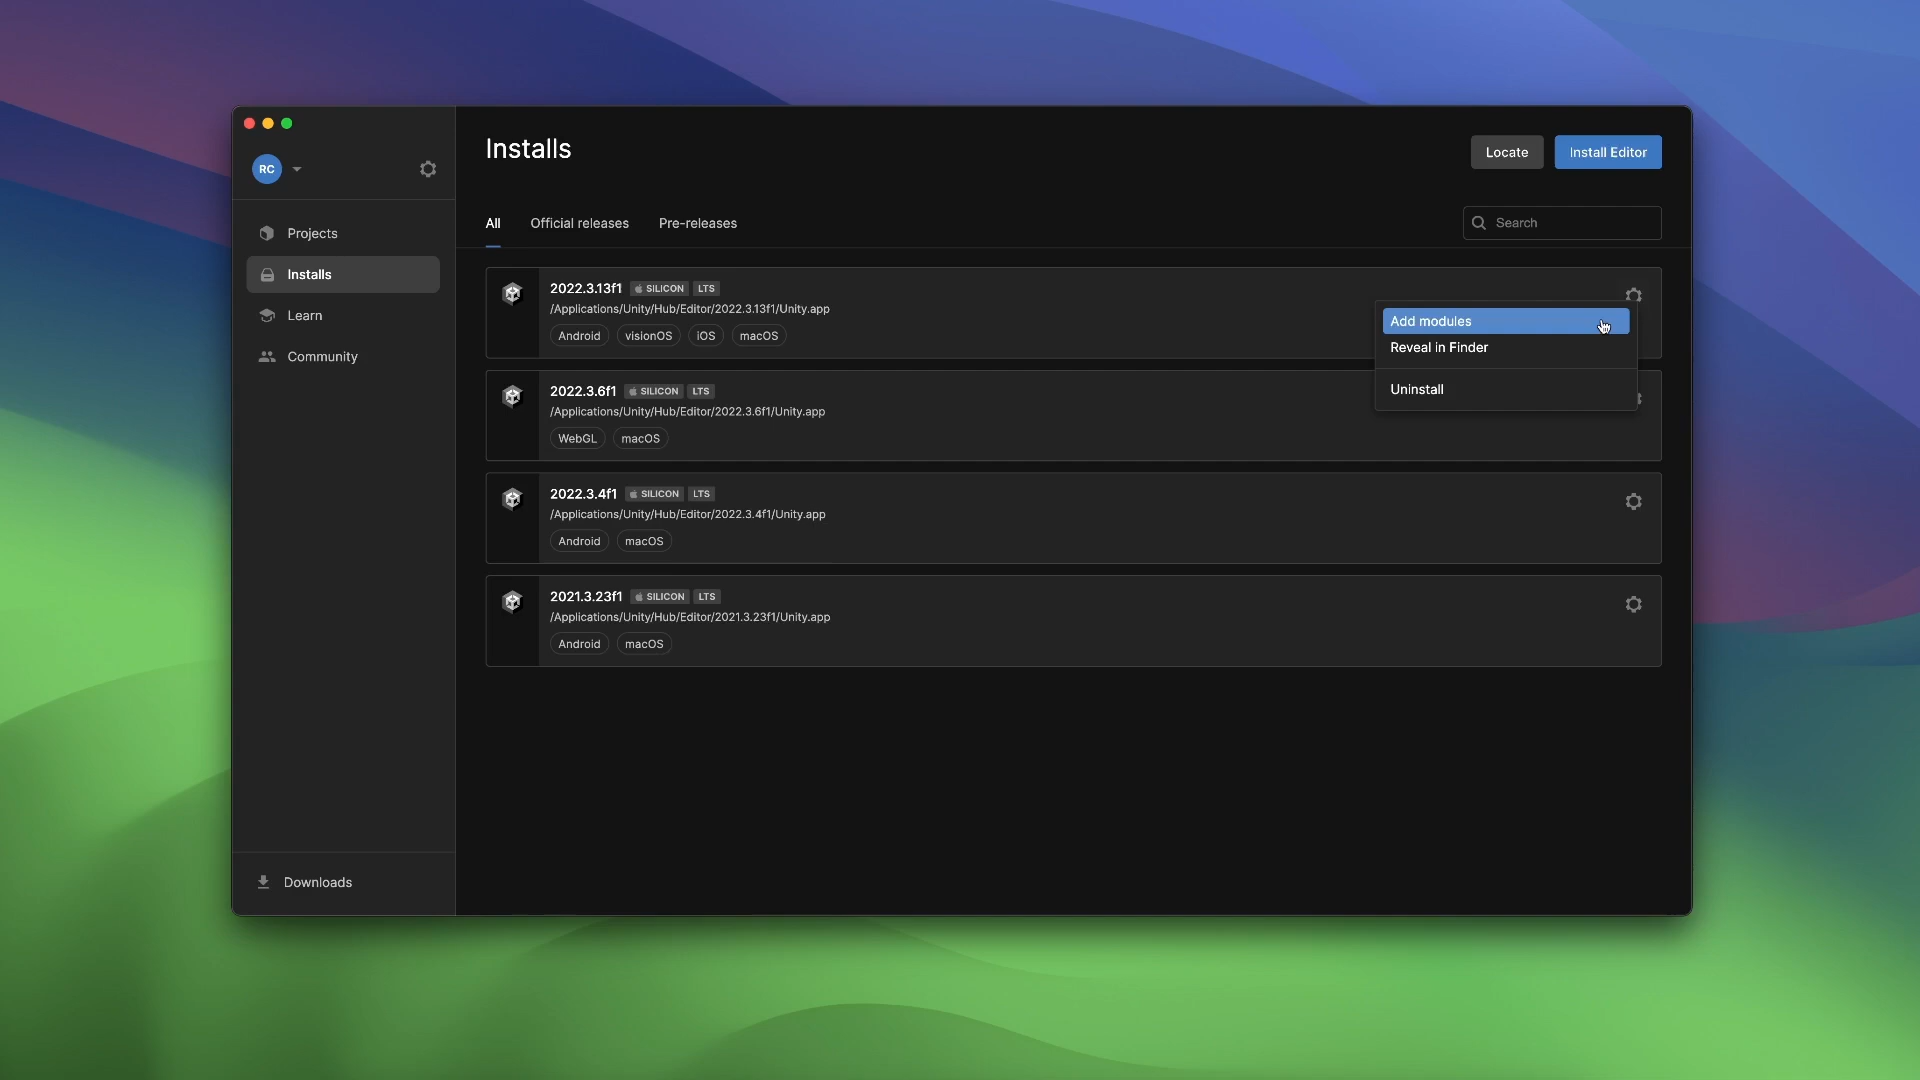 Installs
Locate
Install Editor
RC
Projects
Installs
Learn
Community
Downloads
All
Official releases
Pre-releases
Search
2022.3.13f1 SILICON LTS
/Applications/Unity/Hub/Editor/2022.3.13f1/Unity.app
Android visionOS iOS macOS
Add modules
Reveal in Finder
Uninstall
2022.3.6f1 SILICON LTS
/Applications/Unity/Hub/Editor/2022.3.6f1/Unity.app
WebGL macOS
2022.3.4f1 SILICON LTS
/Applications/Unity/Hub/Editor/2022.3.4f1/Unity.app
Android macOS
2021.3.23f1 SILICON LTS
/Applications/Unity/Hub/Editor/2021.3.23f1/Unity.app
Android macOS